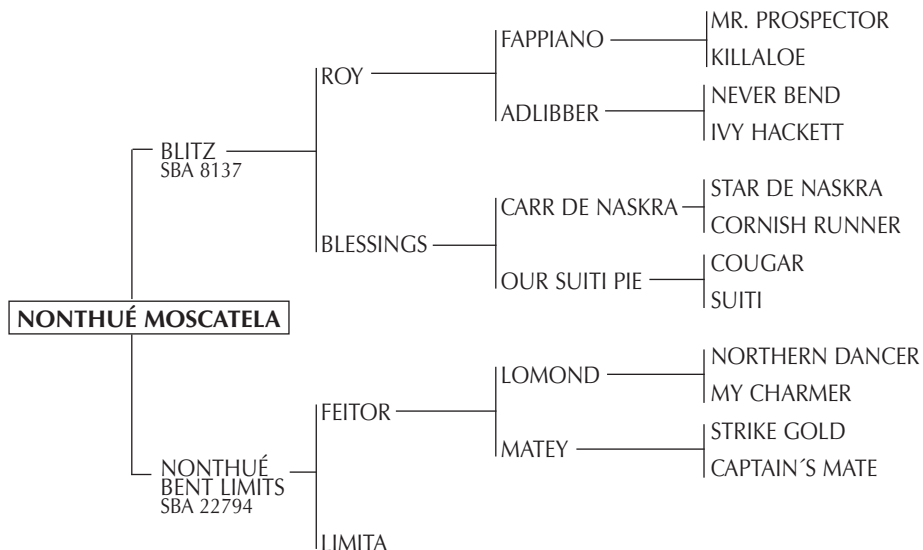 MR. PROSPECTOR
FAPPIANO
KILLALOE
ROY
NEVER BEND
ADLIBBER
IVY HACKETT
BLITZ
SBA 8137
STAR DE NASKRA
CARR DE NASKRA
CORNISH RUNNER
BLESSINGS
COUGAR
OUR SUITI PIE
SUITI
NONTHUÉ MOSCATELA
NORTHERN DANCER
LOMOND
MY CHARMER
FEITOR
STRIKE GOLD
MATEY
CAPTAIN´S MATE
NONTHUÉ
BENT LIMITS
SBA 22794
LIMITA